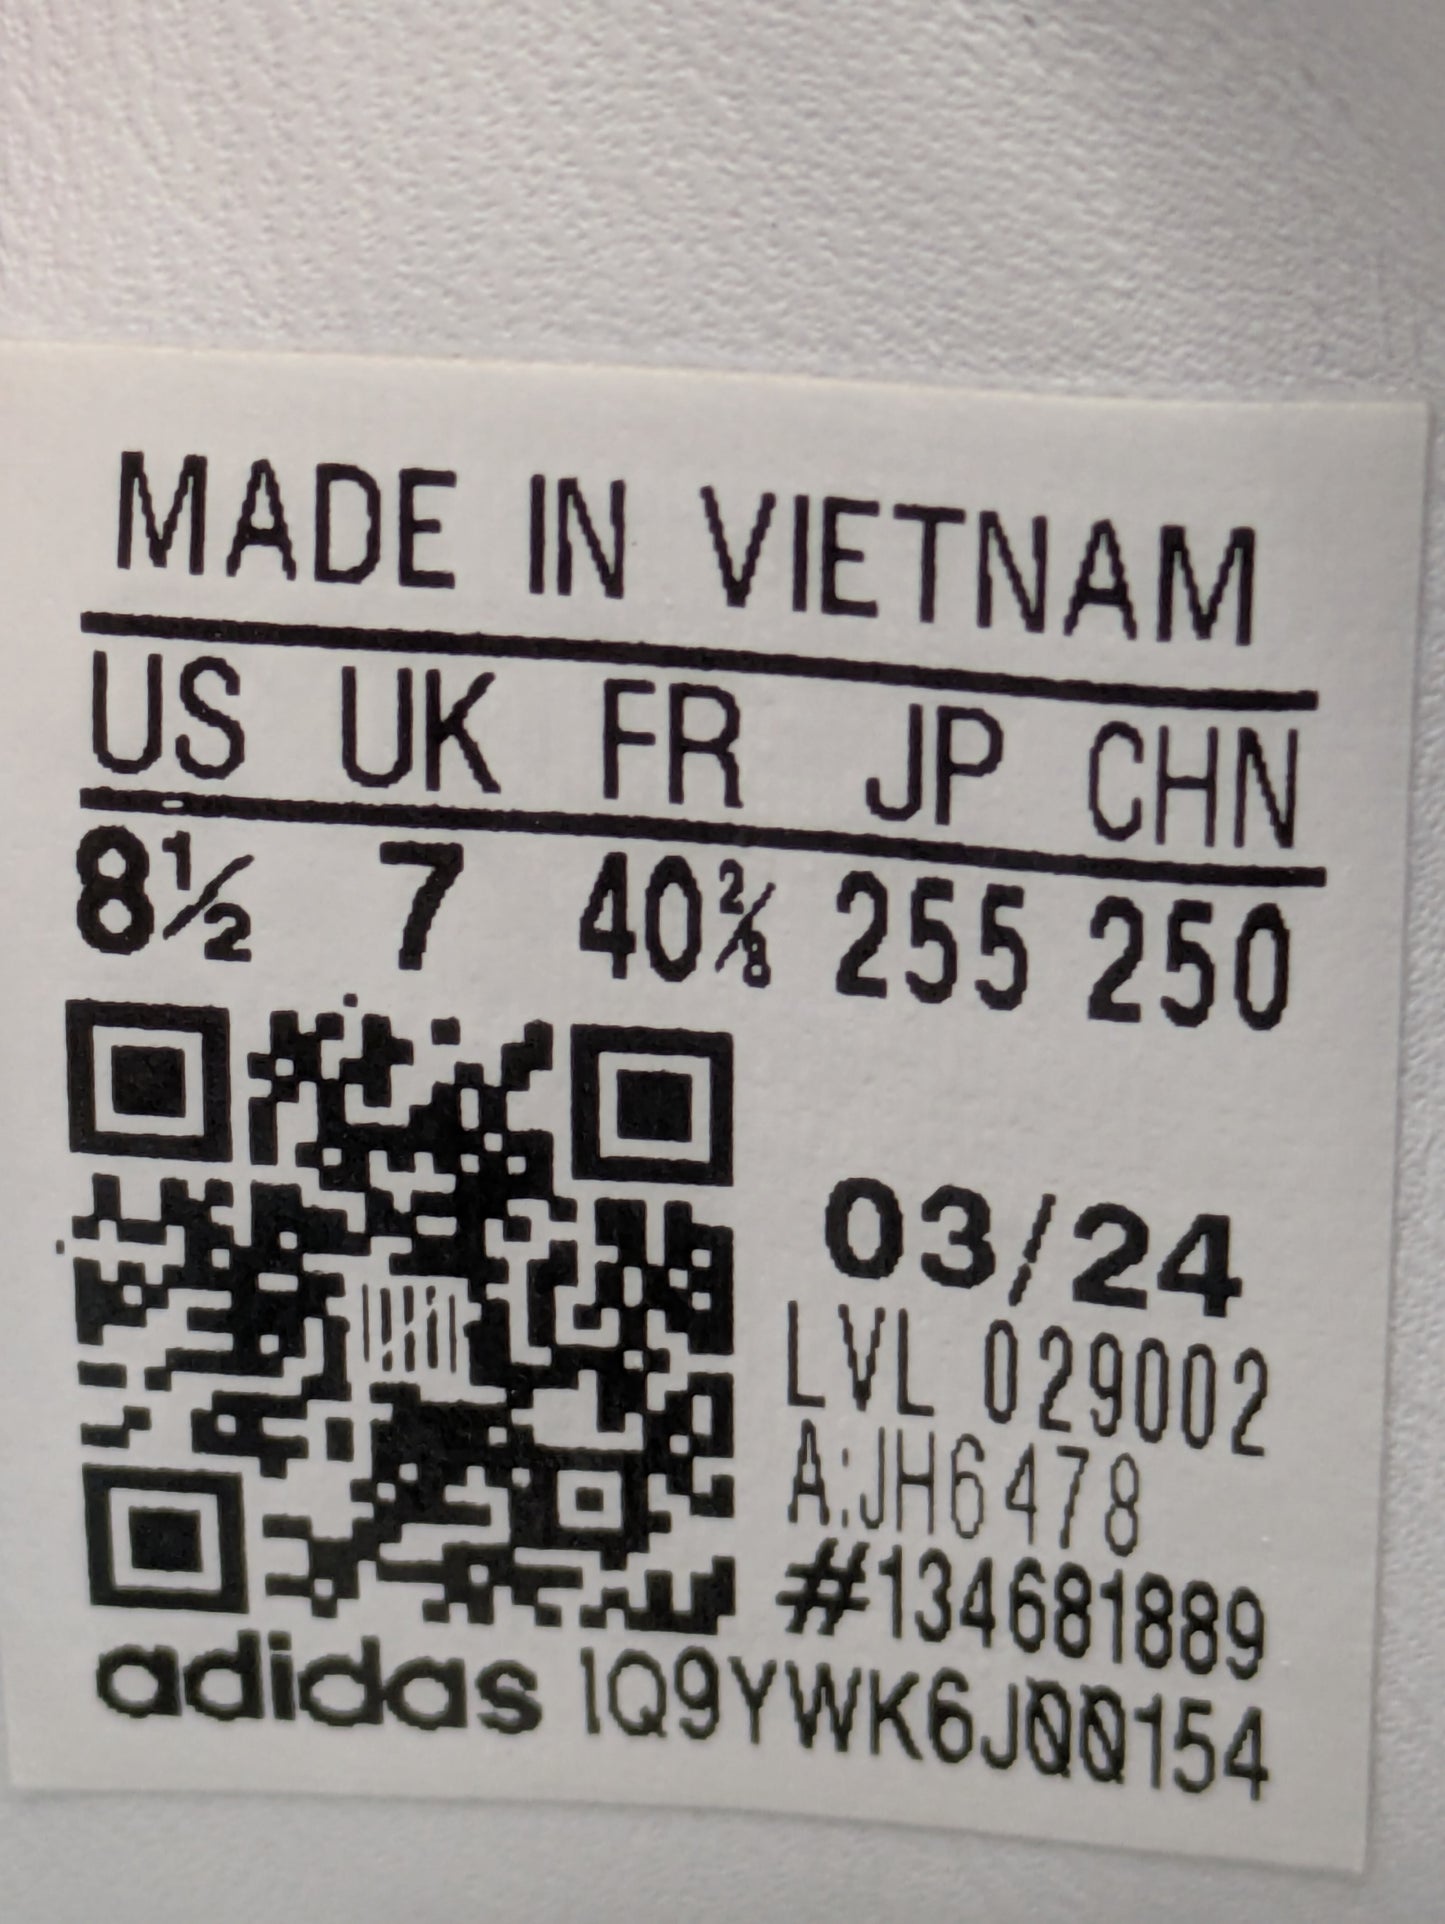 MADE IN VIETNAM
US UK FR JP CHN
8½ 7 40⅔ 255 250
03/24
LVL 029002
A:JH6478
#134681889
adidas IQ9YWK6J00154